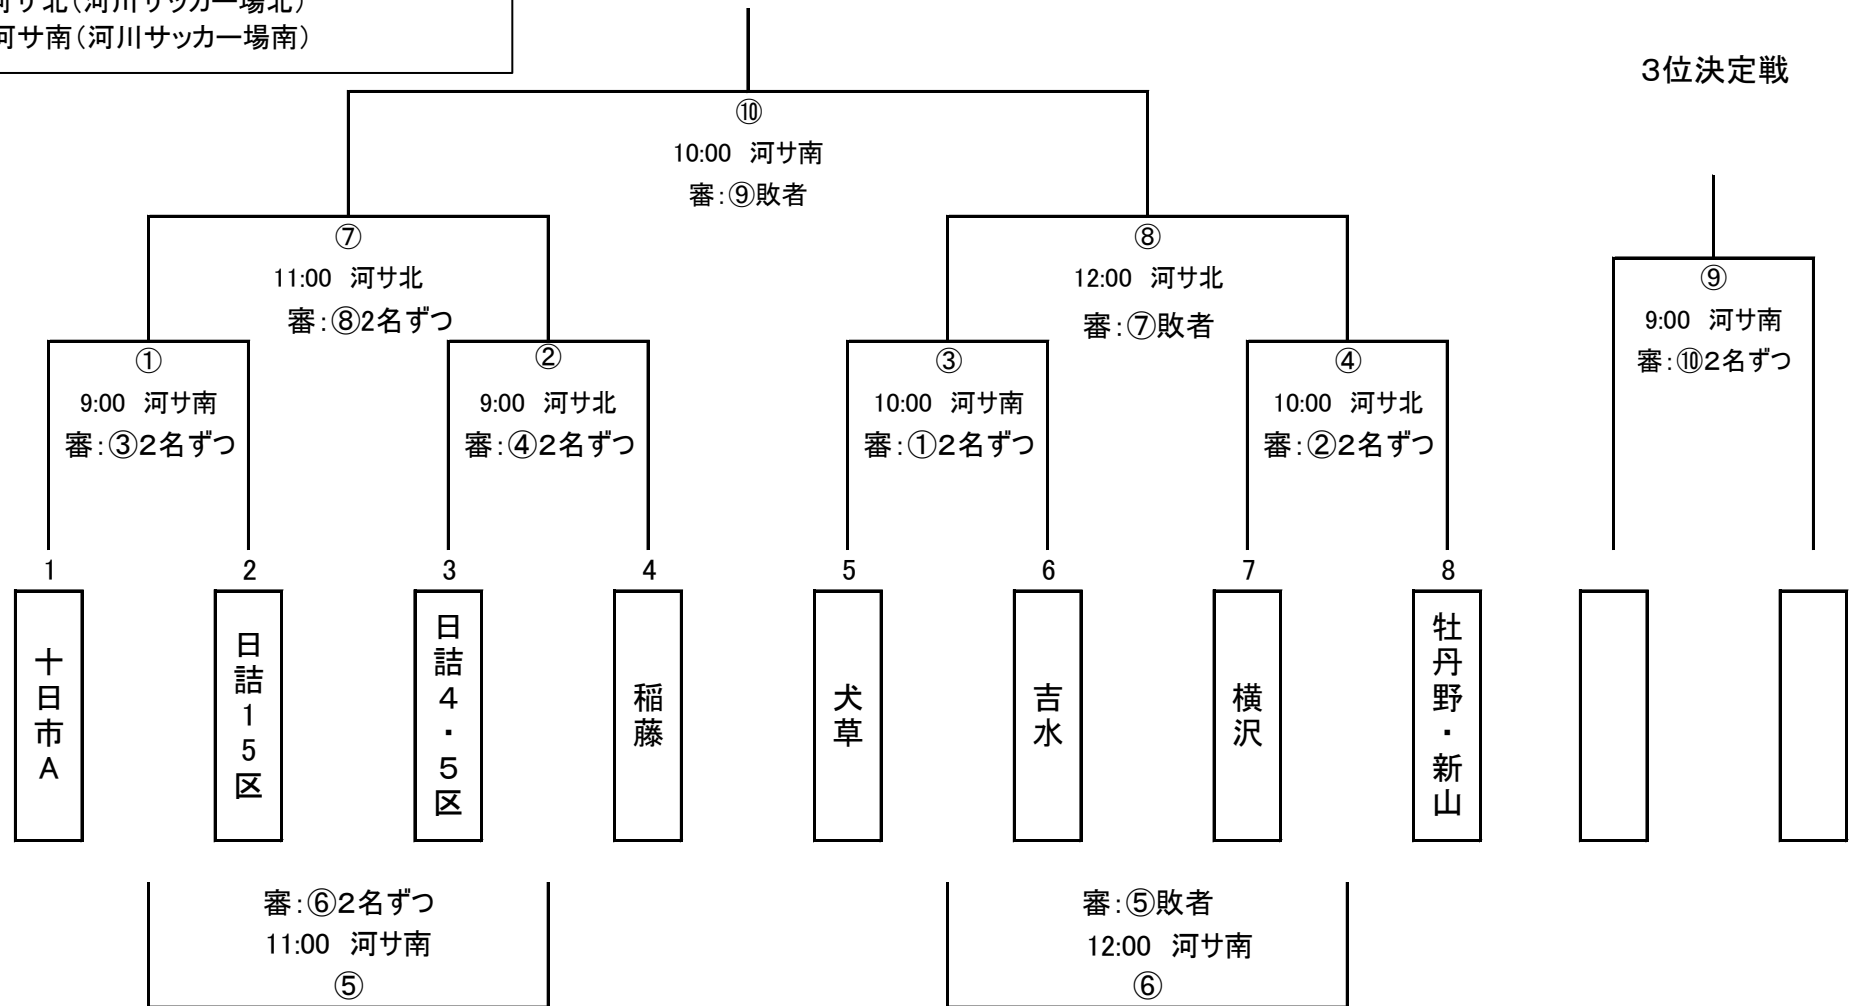 河サ北(河川サッカー場北)
河サ南(河川サッカー場南)
3位決定戦
⑩
10:00 河サ南
審:⑨敗者
⑦
11:00 河サ北
審:⑧2名ずつ
⑧
12:00 河サ北
審:⑦敗者
⑨
9:00 河サ南
審:⑩2名ずつ
①
9:00 河サ南
審:③2名ずつ
②
9:00 河サ北
審:④2名ずつ
③
10:00 河サ南
審:①2名ずつ
④
10:00 河サ北
審:②2名ずつ
1
2
3
4
5
6
7
8
十日市A
日詰15区
日詰4・5区
稲藤
犬草
吉水
横沢
牡丹野・新山
審:⑥2名ずつ
11:00 河サ南
⑤
審:⑤敗者
12:00 河サ南
⑥